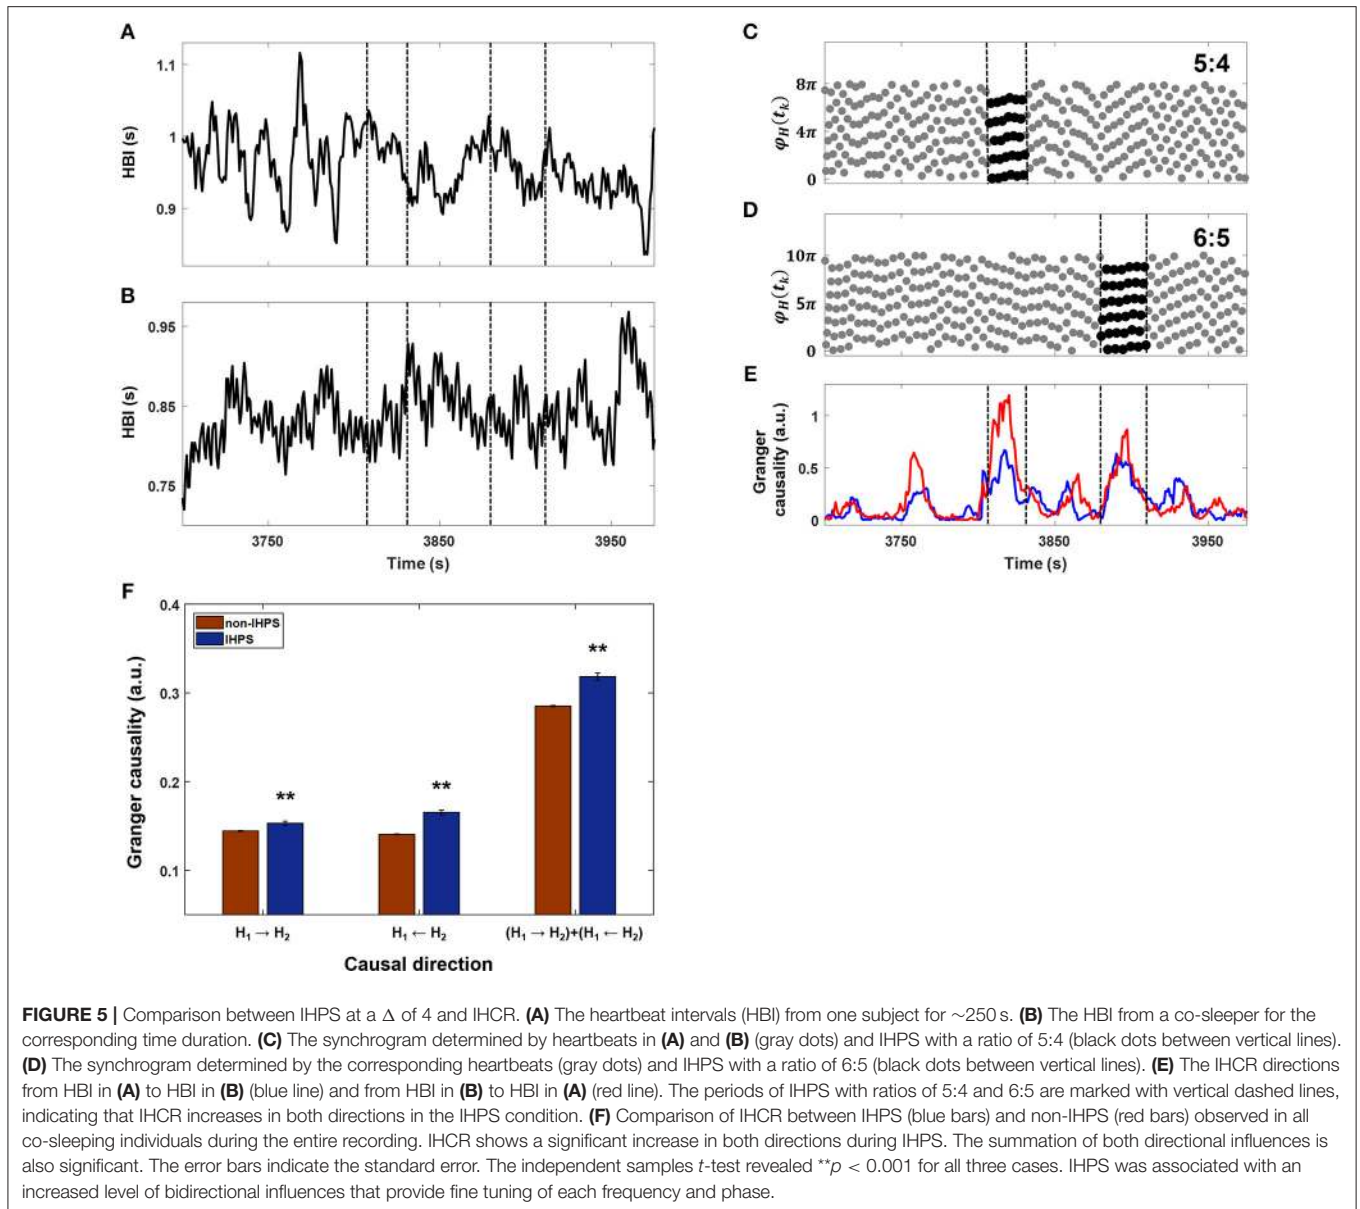 A
1.1
1
0.9
HBI (s)
B
0.95
0.85
0.75
HBI (s)
3750
3850
3950
Time (s)
C
5:4
8π
4π
0
φH(tk)
D
6:5
10π
5π
0
φH(tk)
E
1
0.5
0
Granger
causality (a.u.)
3750
3850
3950
Time (s)
F
0.4
0.3
0.2
0.1
Granger causality (a.u.)
non-IHPS
IHPS
**
**
**
H1 → H2
H1 ← H2
(H1 → H2)+(H1 ← H2)
Causal direction
FIGURE 5 | Comparison between IHPS at a Δ of 4 and IHCR. (A) The heartbeat intervals (HBI) from one subject for ~250 s. (B) The HBI from a co-sleeper for the
corresponding time duration. (C) The synchrogram determined by heartbeats in (A) and (B) (gray dots) and IHPS with a ratio of 5:4 (black dots between vertical lines).
(D) The synchrogram determined by the corresponding heartbeats (gray dots) and IHPS with a ratio of 6:5 (black dots between vertical lines). (E) The IHCR directions
from HBI in (A) to HBI in (B) (blue line) and from HBI in (B) to HBI in (A) (red line). The periods of IHPS with ratios of 5:4 and 6:5 are marked with vertical dashed lines,
indicating that IHCR increases in both directions in the IHPS condition. (F) Comparison of IHCR between IHPS (blue bars) and non-IHPS (red bars) observed in all
co-sleeping individuals during the entire recording. IHCR shows a significant increase in both directions during IHPS. The summation of both directional influences is
also significant. The error bars indicate the standard error. The independent samples t-test revealed **p < 0.001 for all three cases. IHPS was associated with an
increased level of bidirectional influences that provide fine tuning of each frequency and phase.